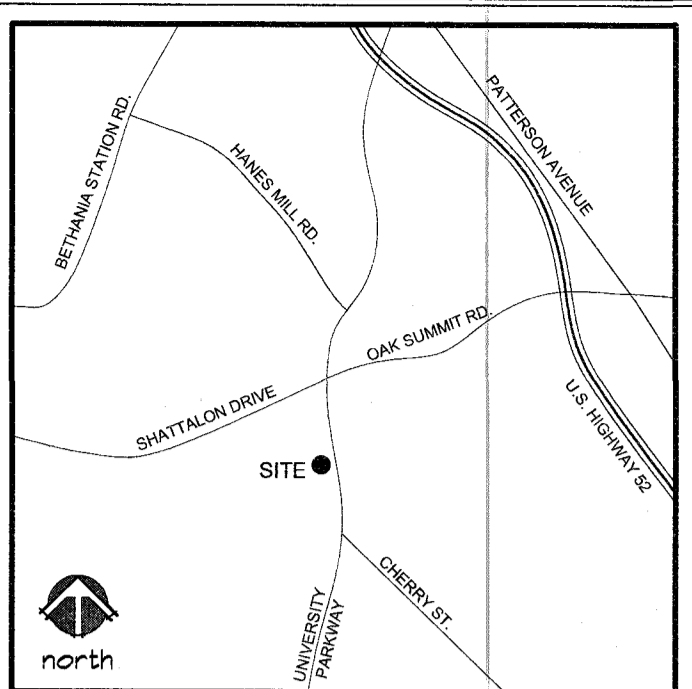 PATTERSON AVENUE
BETHANIA STATION RD.
HANES MILL RD.
OAK SUMMIT RD.
SHATTALON DRIVE
U.S. HIGHWAY 52
SITE
CHERRY ST.
UNIVERSITY
PARKWAY
north